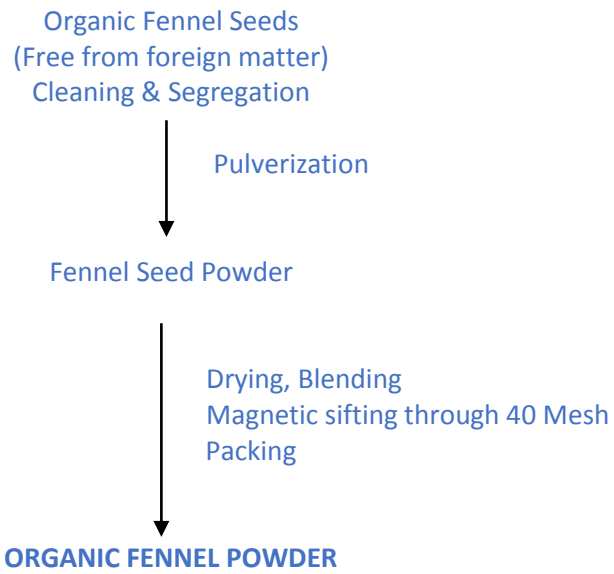 Organic Fennel Seeds
(Free from foreign matter)
Cleaning & Segregation
Pulverization
Fennel Seed Powder
Drying, Blending
Magnetic sifting through 40 Mesh
Packing
ORGANIC FENNEL POWDER